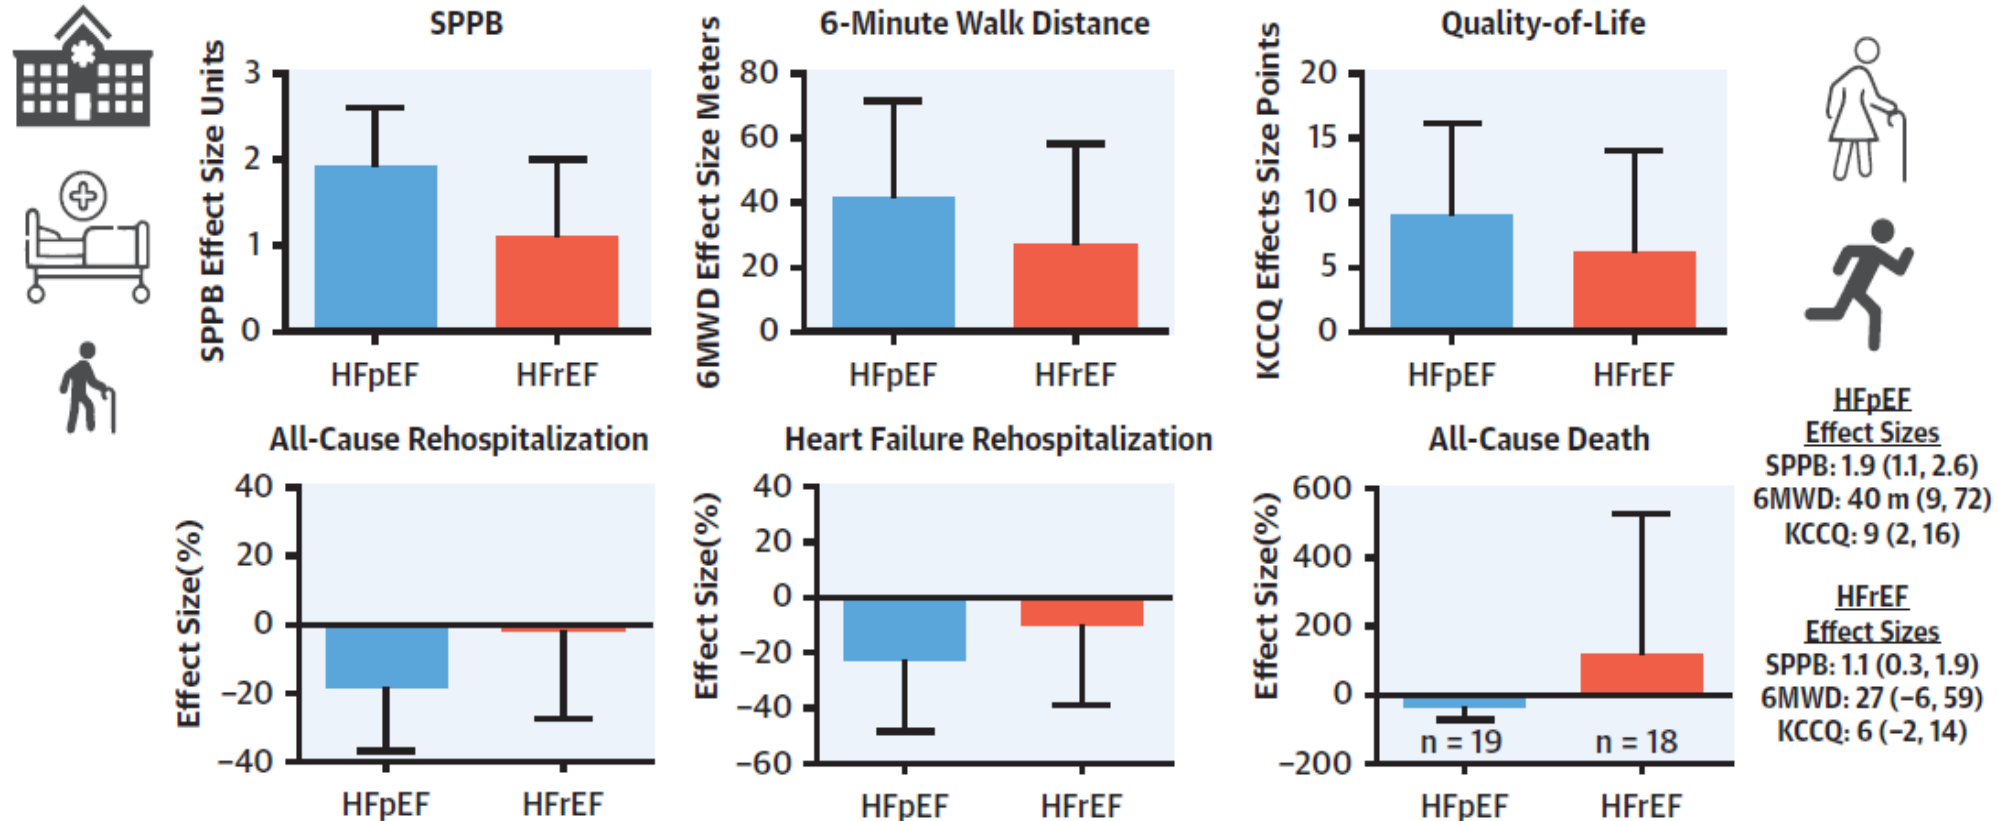 SPPB
SPPB Effect Size Units
3
2
1
0
HFpEF
HFrEF
6-Minute Walk Distance
6MWD Effect Size Meters
80
60
40
20
0
HFpEF
HFrEF
Quality-of-Life
KCCQ Effects Size Points
20
15
10
5
0
HFpEF
HFrEF
All-Cause Rehospitalization
Effect Size(%)
40
20
0
−20
−40
HFpEF
HFrEF
Heart Failure Rehospitalization
Effect Size(%)
40
20
0
−20
−40
−60
HFpEF
HFrEF
All-Cause Death
Effect Size(%)
600
400
200
0
−200
n = 19
n = 18
HFpEF
HFrEF
HFpEF
Effect Sizes
SPPB: 1.9 (1.1, 2.6)
6MWD: 40 m (9, 72)
KCCQ: 9 (2, 16)
HFrEF
Effect Sizes
SPPB: 1.1 (0.3, 1.9)
6MWD: 27 (−6, 59)
KCCQ: 6 (−2, 14)